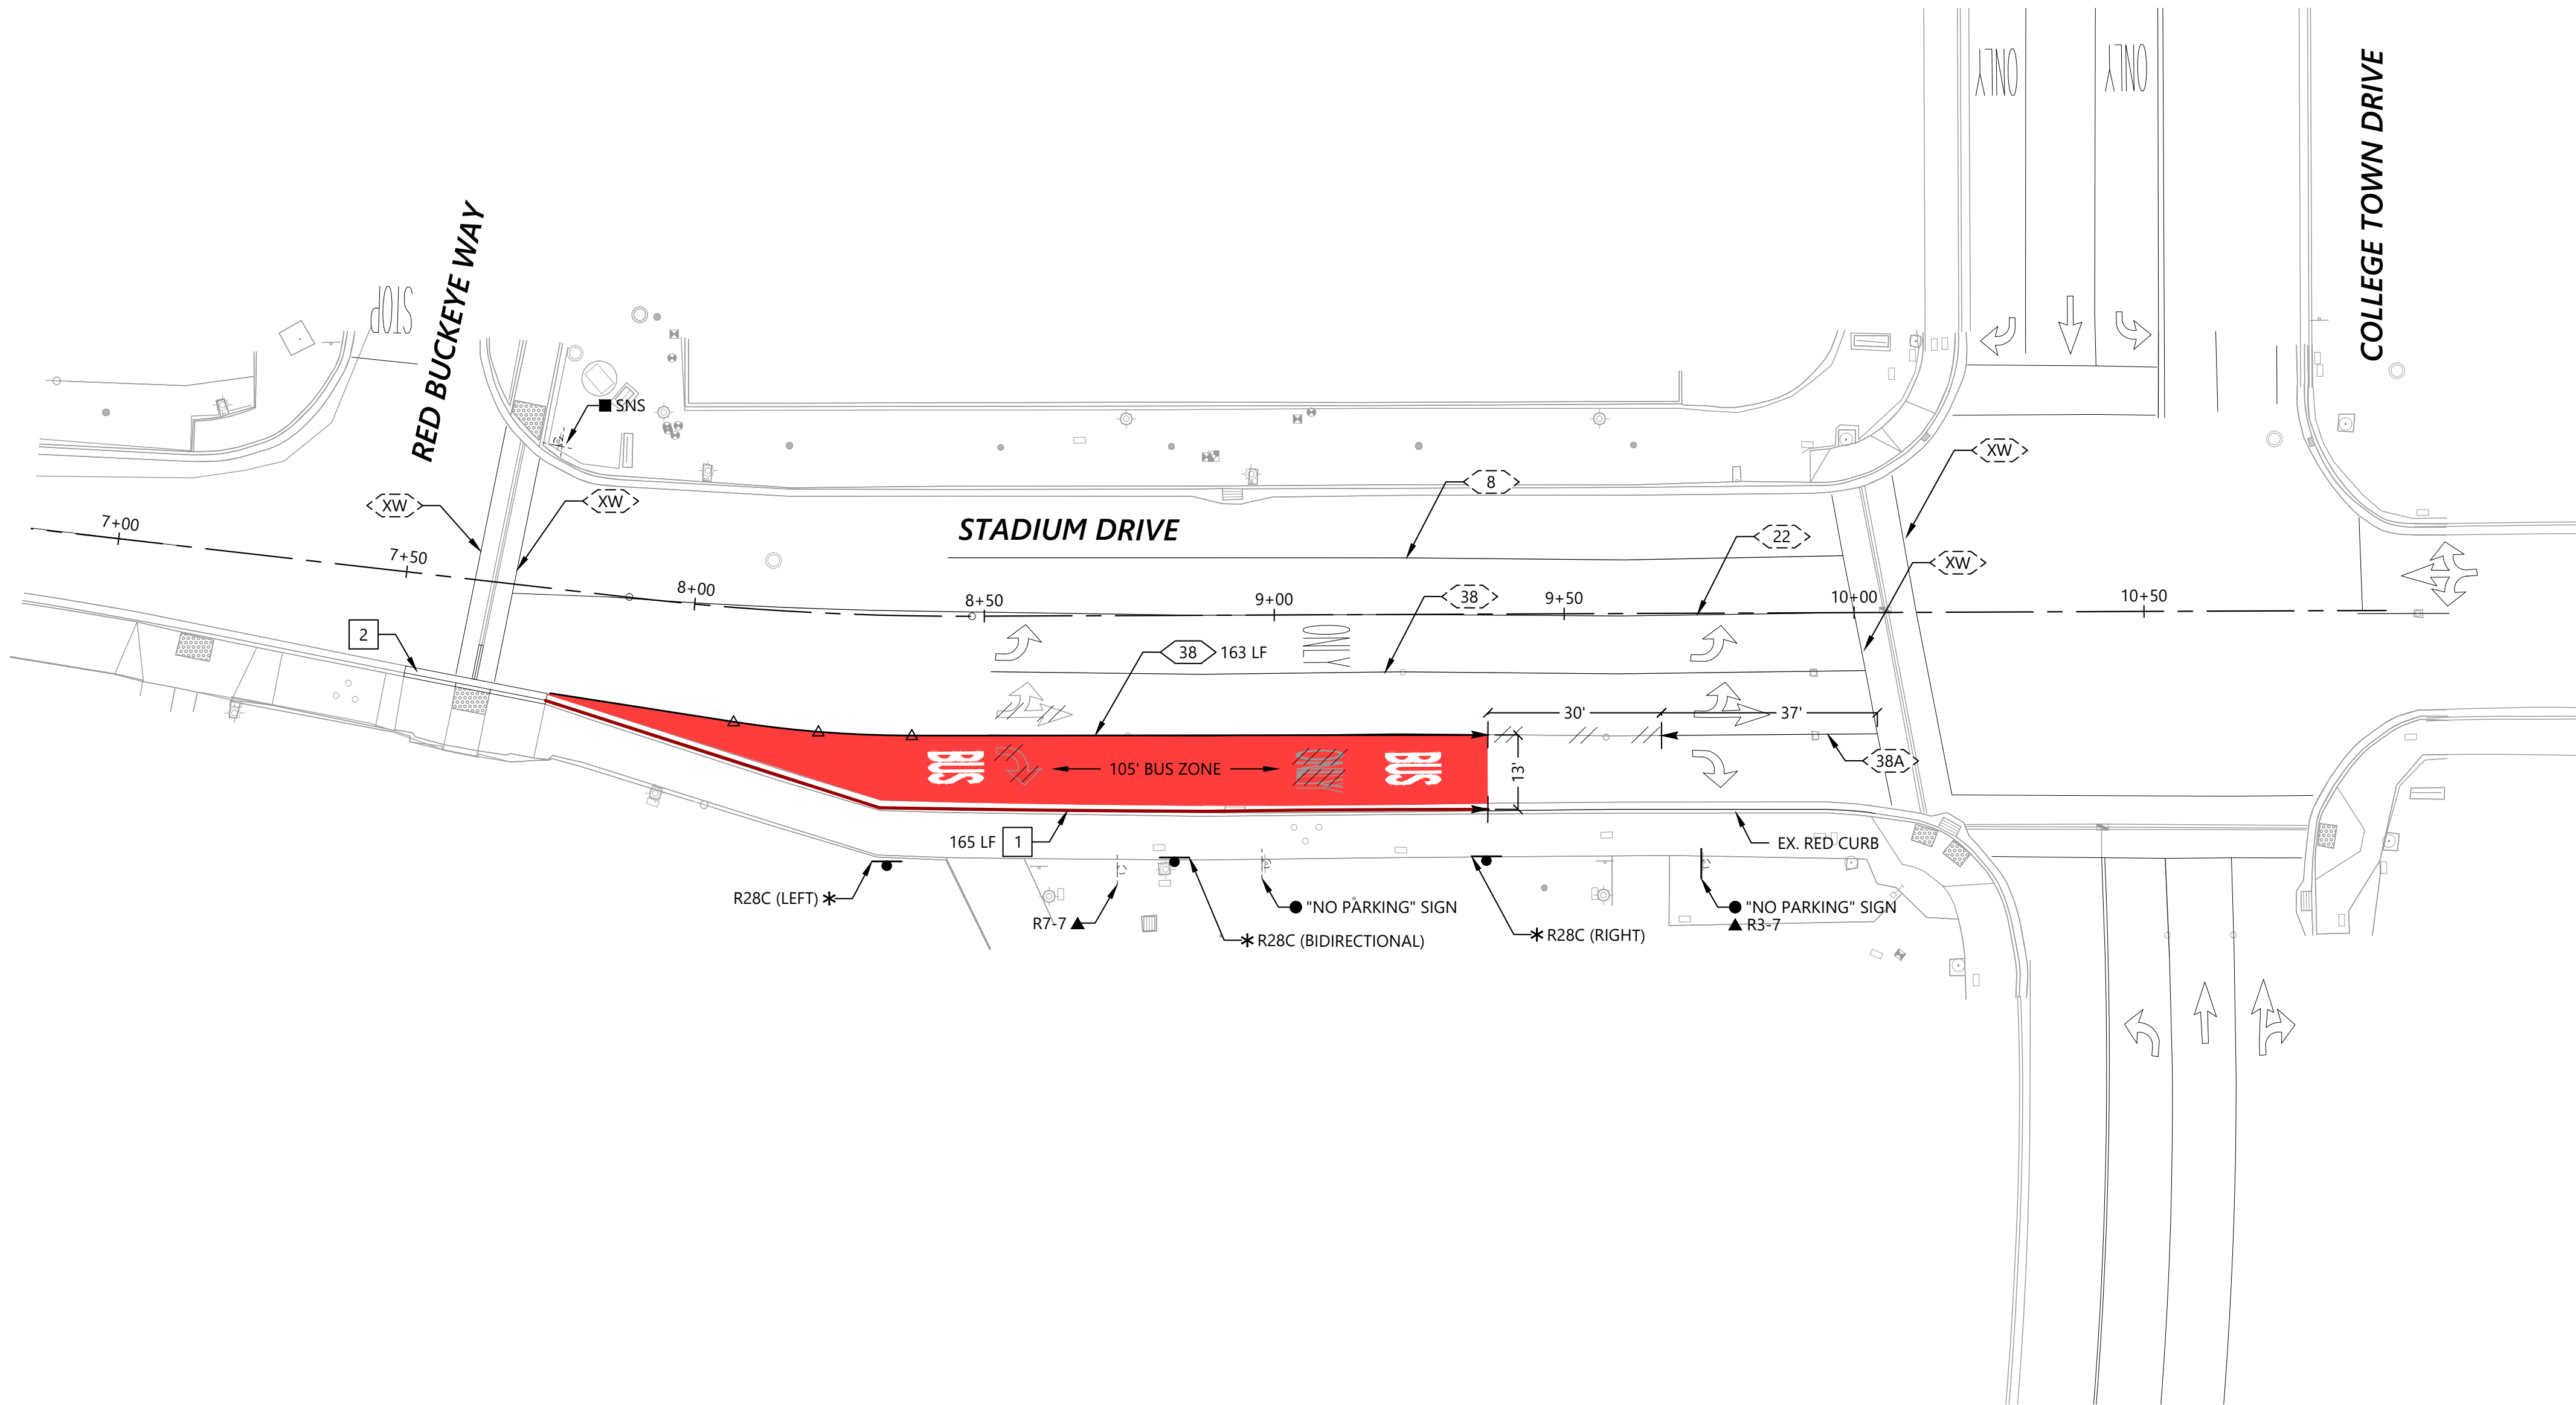 ONLY
ONLY
COLLEGE TOWN DRIVE
STOP
RED BUCKEYE WAY
SNS
XW
XW
8
XW
STADIUM DRIVE
22
XW
7+00
7+50
8+00
8+50
38
9+00
9+50
10+00
10+50
2
38 163 LF
ONLY
30'
37'
BUS
105' BUS ZONE
ONLY
BUS
13'
38A
165 LF 1
EX. RED CURB
R28C (LEFT)
R7-7
"NO PARKING" SIGN
"NO PARKING" SIGN
R3-7
R28C (BIDIRECTIONAL)
R28C (RIGHT)